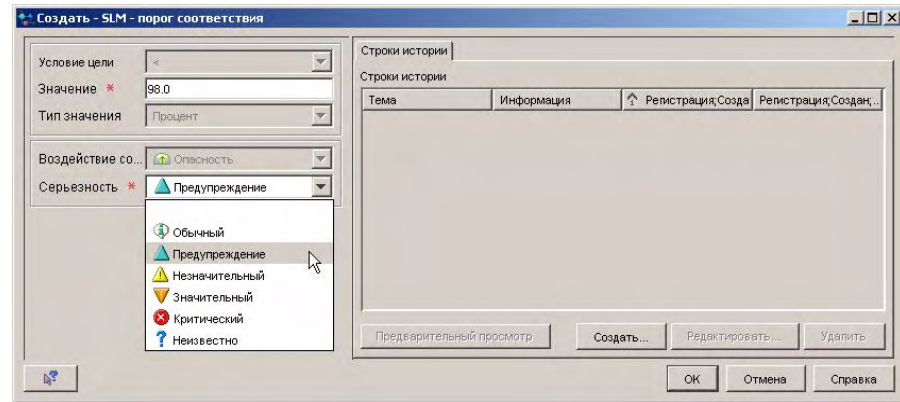 Создать - SLM - порог соответствия
Условие цели <
Значение * 98.0
Тип значения Процент
Воздействие со... Опасность
Серьезность * Предупреждение
Обычный
Предупреждение
Незначительный
Значительный
Критический
Неизвестно
Строки истории
Строки истории
Тема Информация Регистрация;Созда Регистрация;Создан;..
Предварительный просмотр Создать... Редактировать... Удалить
OK Отмена Справка